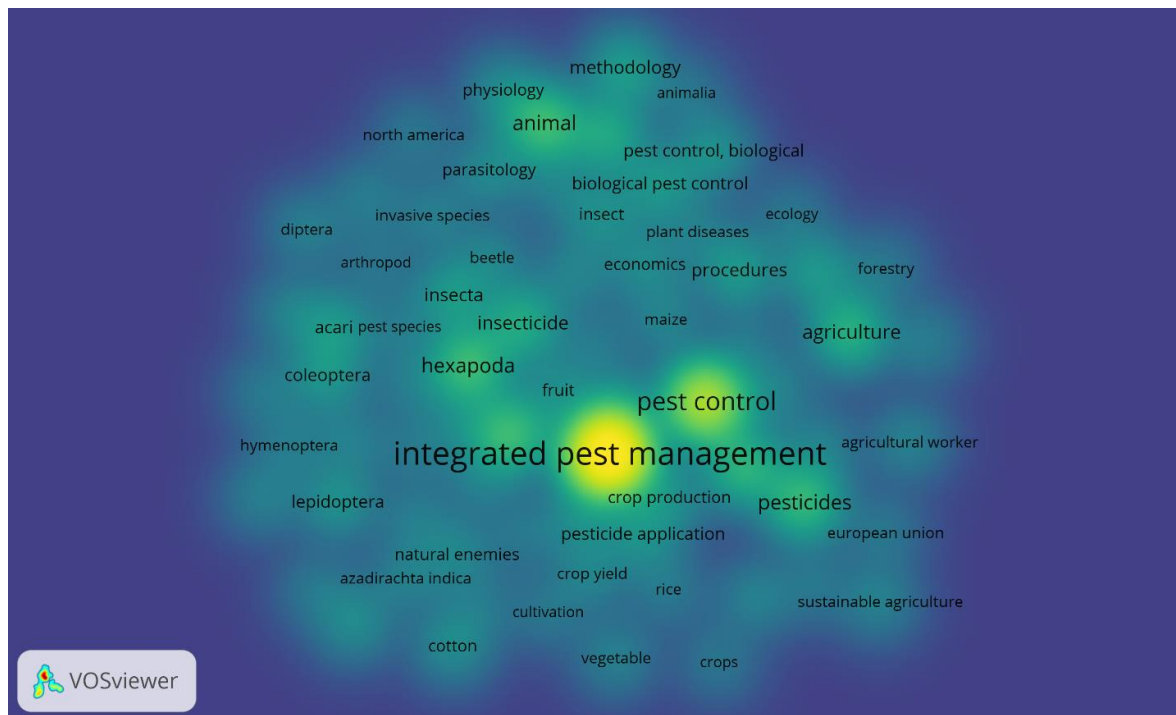 methodology
physiology
animalia
animal
north america
pest control, biological
parasitology
biological pest control
invasive species
insect
ecology
diptera
plant diseases
arthropod
beetle
economics
procedures
forestry
insecta
acari
pest species
insecticide
maize
agriculture
hexapoda
coleoptera
fruit
pest control
hymenoptera
integrated pest management
agricultural worker
lepidoptera
crop production
pesticides
pesticide application
european union
natural enemies
azadirachta indica
crop yield
rice
sustainable agriculture
cultivation
cotton
vegetable
crops
VOSviewer